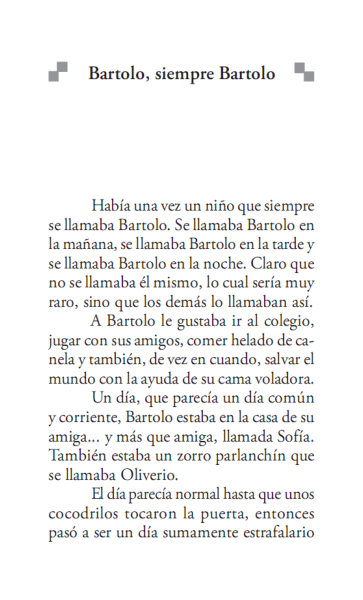 Bartolo, siempre Bartolo
Había una vez un niño que siempre
se llamaba Bartolo. Se llamaba Bartolo en
la mañana, se llamaba Bartolo en la tarde y
se llamaba Bartolo en la noche. Claro que
no se llamaba él mismo, lo cual sería muy
raro, sino que los demás lo llamaban así.
A Bartolo le gustaba ir al colegio,
jugar con sus amigos, comer helado de ca-
nela y también, de vez en cuando, salvar el
mundo con la ayuda de su cama voladora.
Un día, que parecía un día común
y corriente, Bartolo estaba en la casa de su
amiga... y más que amiga, llamada Sofía.
También estaba un zorro parlanchín que
se llamaba Oliverio.
El día parecía normal hasta que unos
cocodrilos tocaron la puerta, entonces
pasó a ser un día sumamente estrafalario